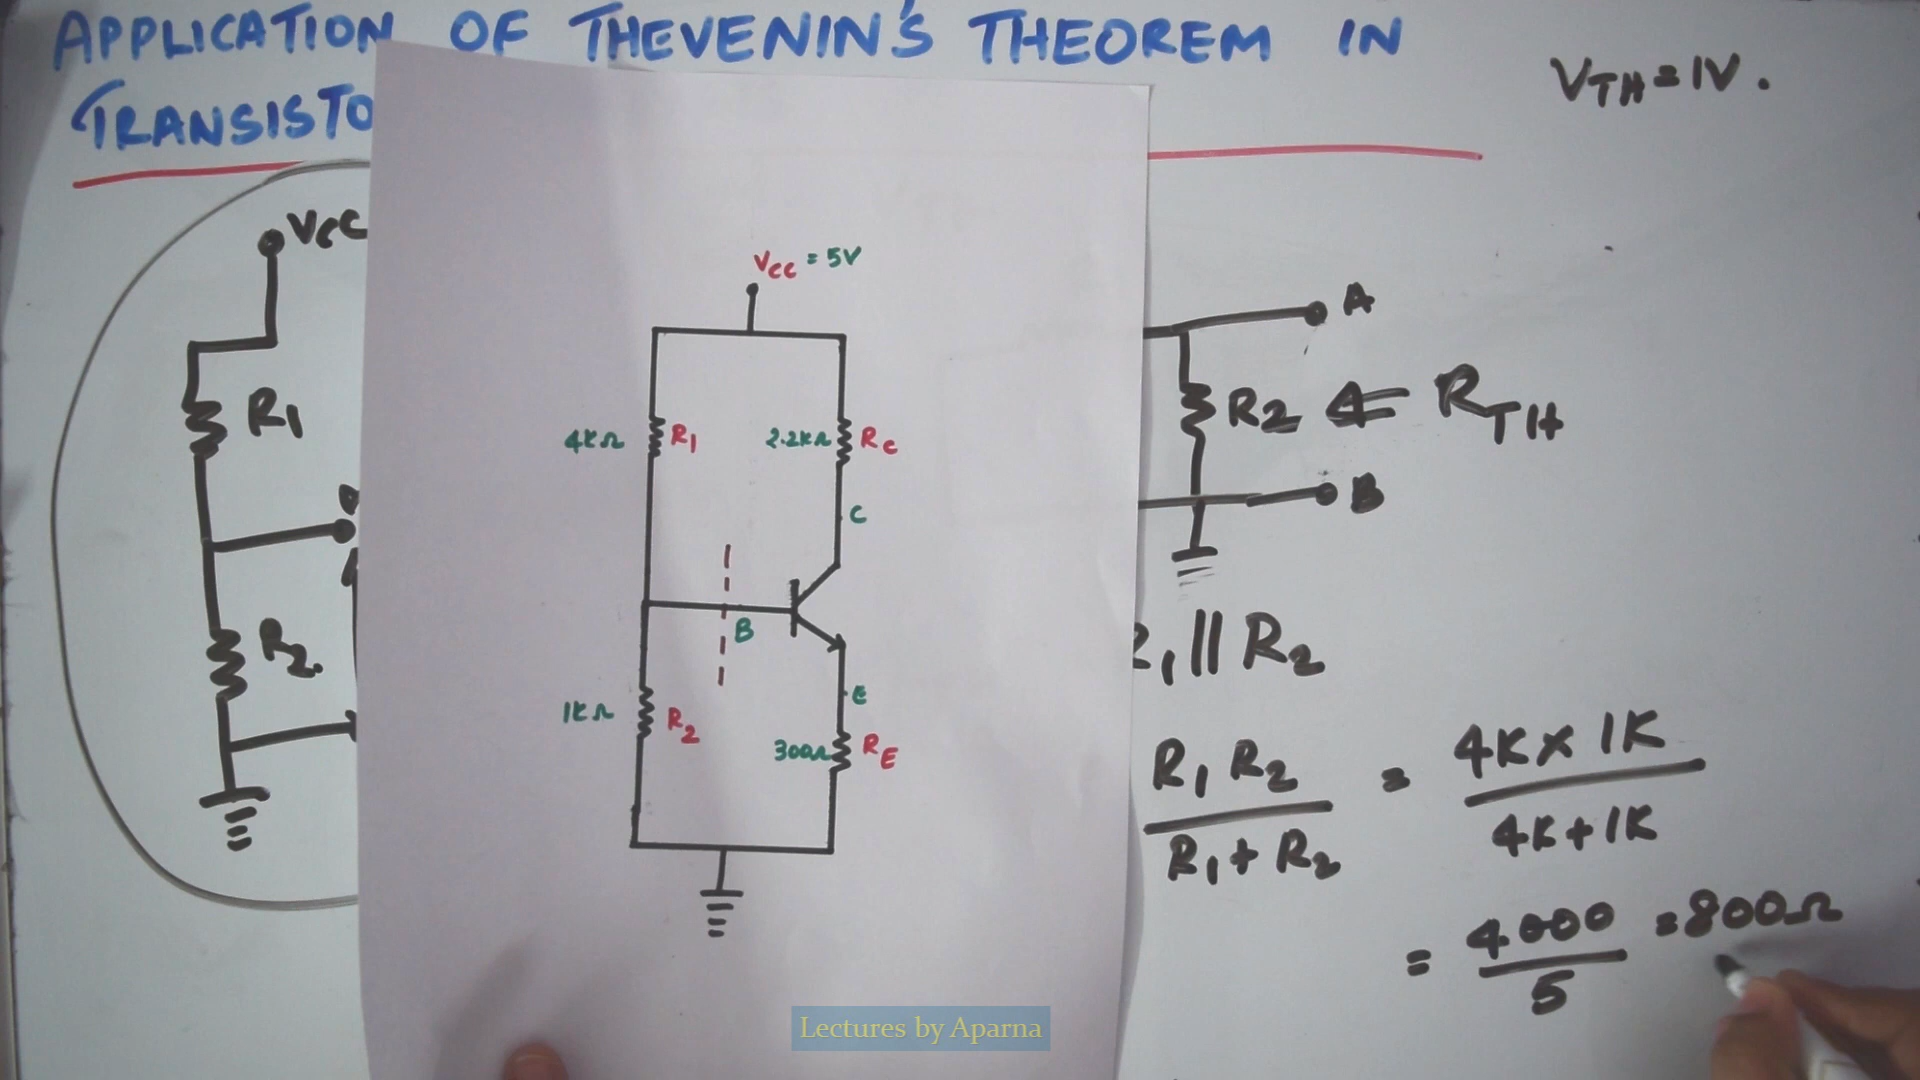 APPLICATION OF THEVENIN'S THEOREM IN
TRANSISTO
VTH = 1V.
VCC
R1
R2.
VCC = 5V
4KΩ R1
2.2KΩ RC
C
B
E
1KΩ R2
300Ω RE
A
R2 ⇐ RTH
B
R1 || R2
R1 R2 / R1 + R2 = 4K × 1K / 4K + 1K
= 4000 / 5 = 800Ω
Lectures by Aparna